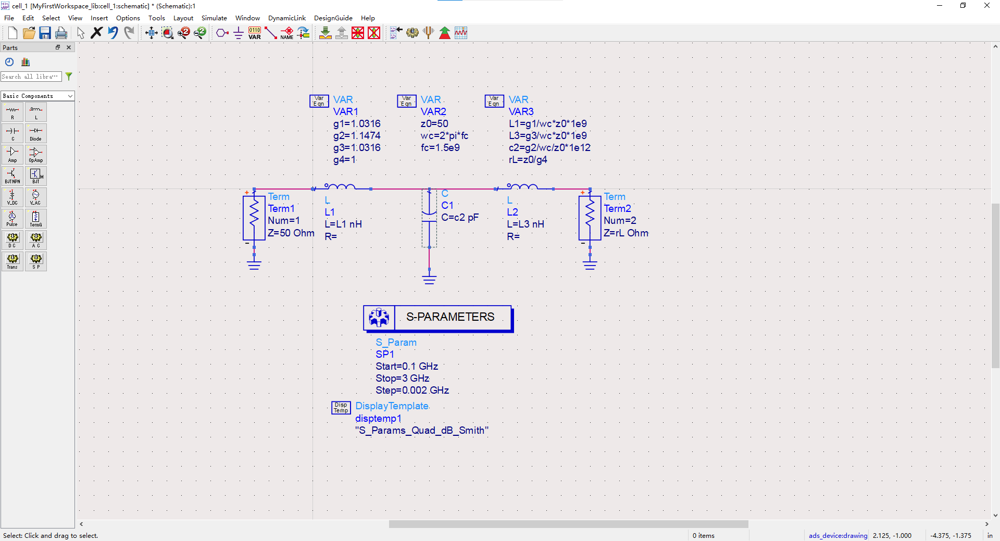 cell_1 [MyFirstWorkspace_lib:cell_1:schematic] * (Schematic):1
File Edit Select View Insert Options Tools Layout Simulate Window DynamicLink DesignGuide Help
2 2 0110 VAR NAME
Parts
Search all libra···
Basic Components
R L
C Diode
Amp OpAmp
BJTNPN BJT
V_DC V_AC
Pulse TermG
DC AC
Trans SP
Var Eqn
VAR
VAR1
g1=1.0316
g2=1.1474
g3=1.0316
g4=1
Var Eqn
VAR
VAR2
z0=50
wc=2*pi*fc
fc=1.5e9
Var Eqn
VAR
VAR3
L1=g1/wc*z0*1e9
L3=g3/wc*z0*1e9
c2=g2/wc/z0*1e12
rL=z0/g4
Term
Term1
Num=1
Z=50 Ohm
L
L1
L=L1 nH
R=
C
C1
C=c2 pF
L
L2
L=L3 nH
R=
Term
Term2
Num=2
Z=rL Ohm
S-PARAMETERS
S_Param
SP1
Start=0.1 GHz
Stop=3 GHz
Step=0.002 GHz
Disp Temp
DisplayTemplate
disptemp1
"S_Params_Quad_dB_Smith"
Select: Click and drag to select. 0 items ads_device:drawing 2.125, -1.000 -4.375, -1.375 in